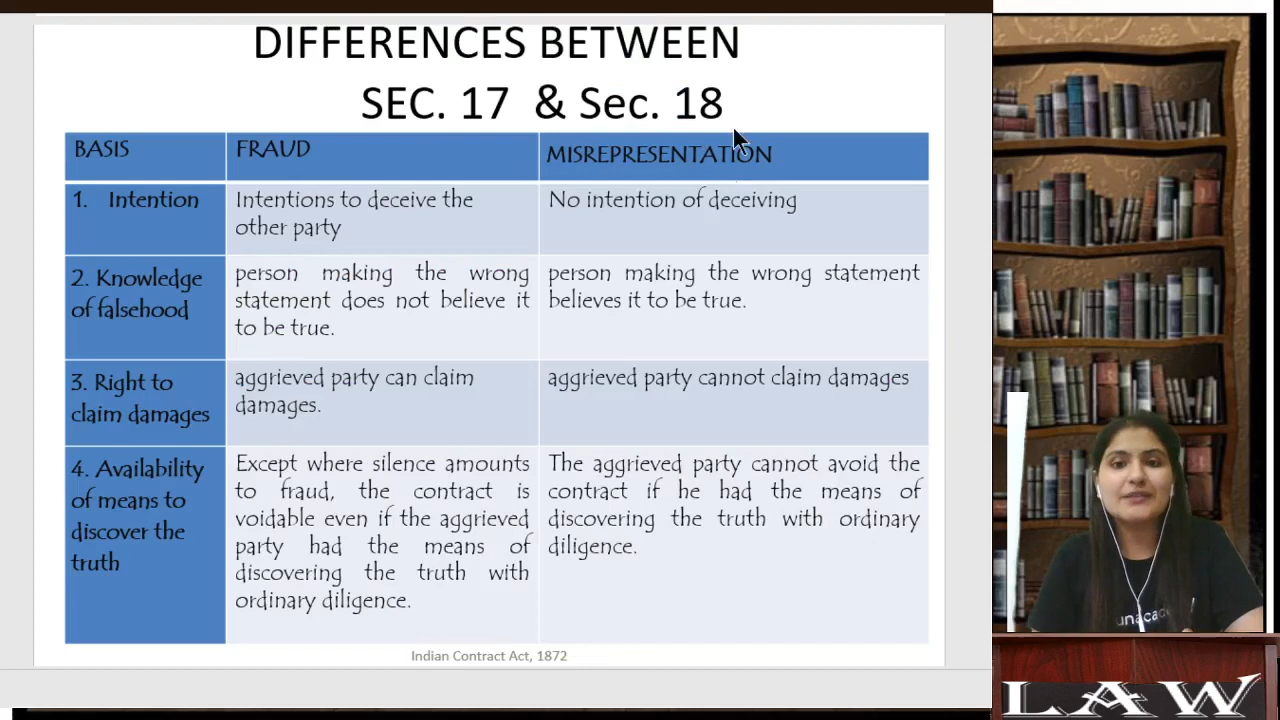 DIFFERENCES BETWEEN
SEC. 17 & Sec. 18
BASIS
FRAUD
MISREPRESENTATION
1. Intention
Intentions to deceive the
other party
No intention of deceiving
2. Knowledge
of falsehood
person making the wrong
statement does not believe it
to be true.
person making the wrong statement
believes it to be true.
3. Right to
claim damages
aggrieved party can claim
damages.
aggrieved party cannot claim damages
4. Availability
of means to
discover the
truth
Except where silence amounts
to fraud, the contract is
voidable even if the aggrieved
party had the means of
discovering the truth with
ordinary diligence.
The aggrieved party cannot avoid the
contract if he had the means of
discovering the truth with ordinary
diligence.
Indian Contract Act, 1872
unacad
LAW